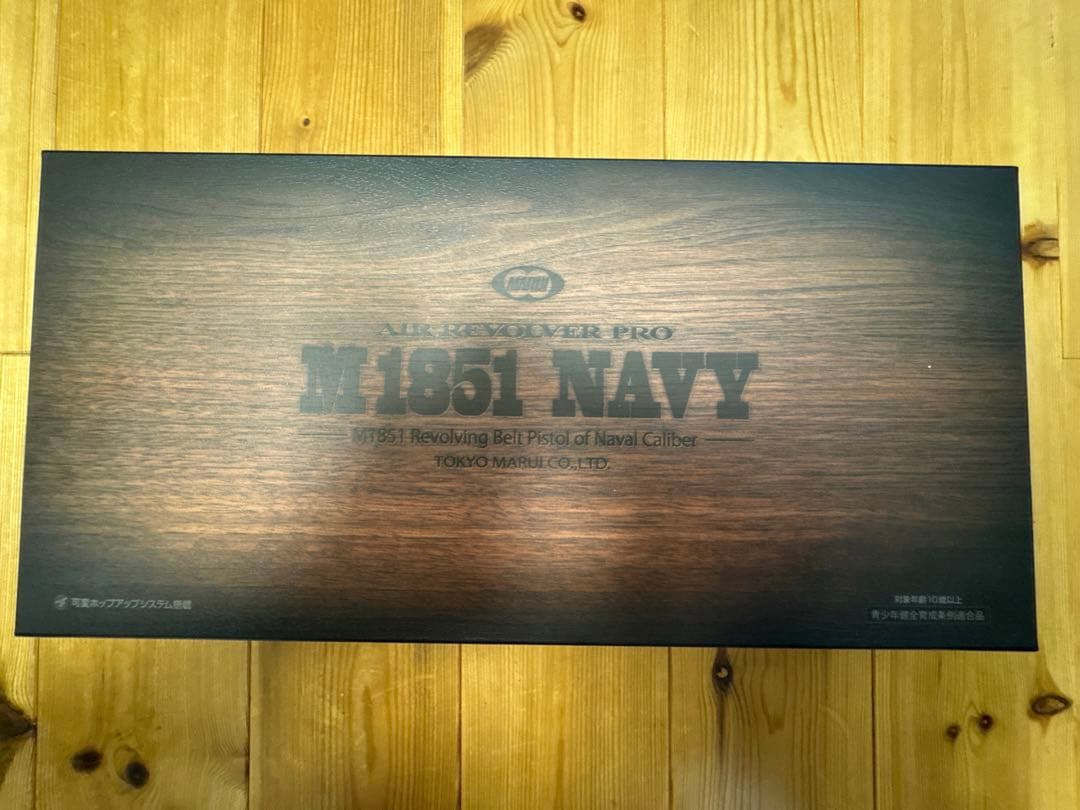 MARUI
AIR REVOLVER PRO
M1851 NAVY
M1851 Revolving Belt Pistol of Naval Caliber
TOKYO MARUI CO.,LTD.
可変ホップアップシステム搭載
対象年齢10歳以上
青少年健全育成条例適合品